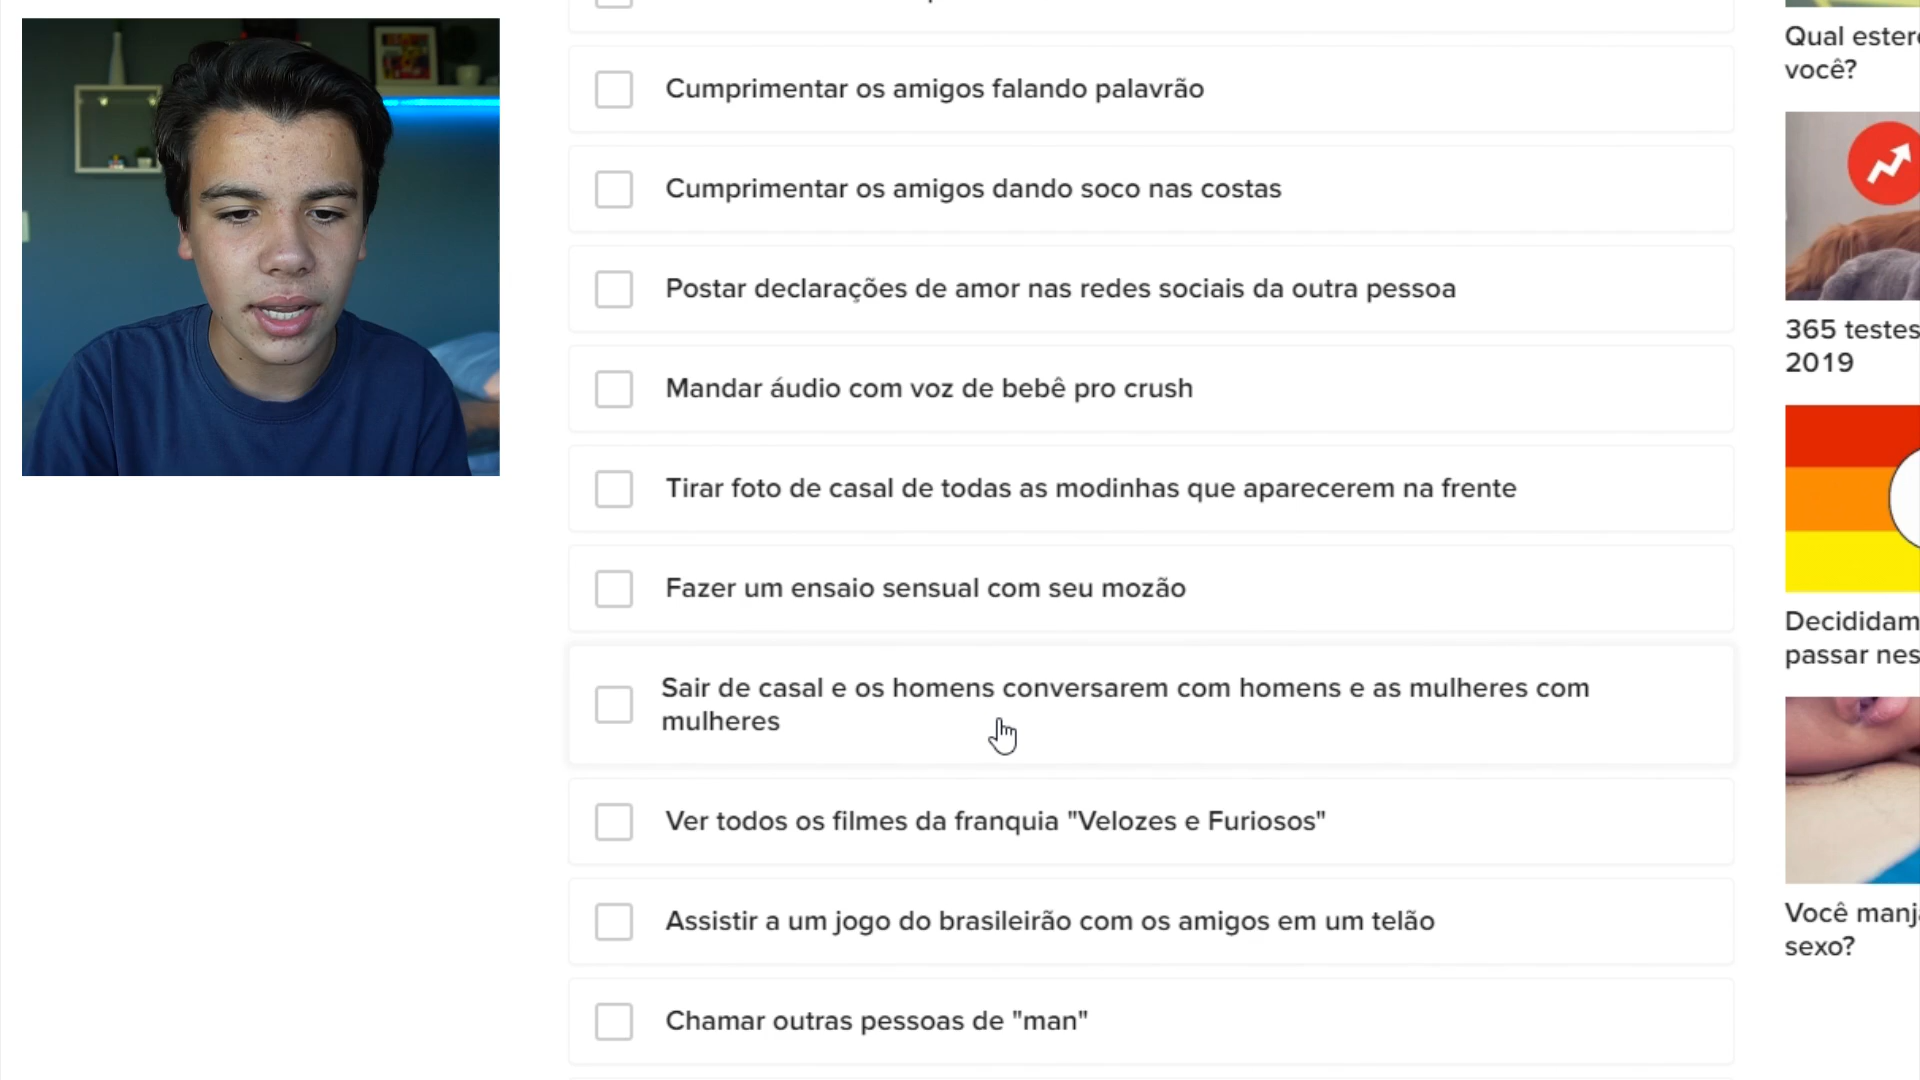 Cumprimentar os amigos falando palavrão
Cumprimentar os amigos dando soco nas costas
Postar declarações de amor nas redes sociais da outra pessoa
Mandar áudio com voz de bebê pro crush
Tirar foto de casal de todas as modinhas que aparecerem na frente
Fazer um ensaio sensual com seu mozão
Sair de casal e os homens conversarem com homens e as mulheres com
mulheres
Ver todos os filmes da franquia "Velozes e Furiosos"
Assistir a um jogo do brasileirão com os amigos em um telão
Chamar outras pessoas de "man"
Qual
você?
365 testes
2019
passar
Você
sexo?